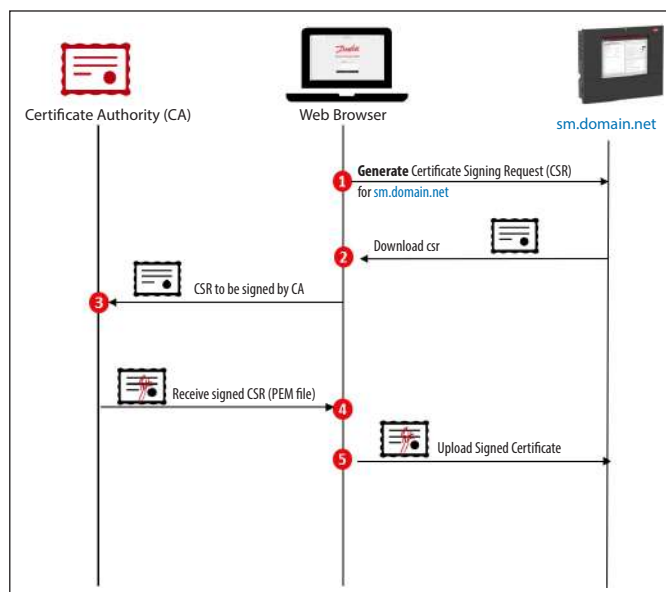 Danfoss
Certificate Authority (CA)
Web Browser
sm.domain.net
1
Generate Certificate Signing Request (CSR)
for sm.domain.net
2
Download csr
3
CSR to be signed by CA
Receive signed CSR (PEM file)
4
5
Upload Signed Certificate